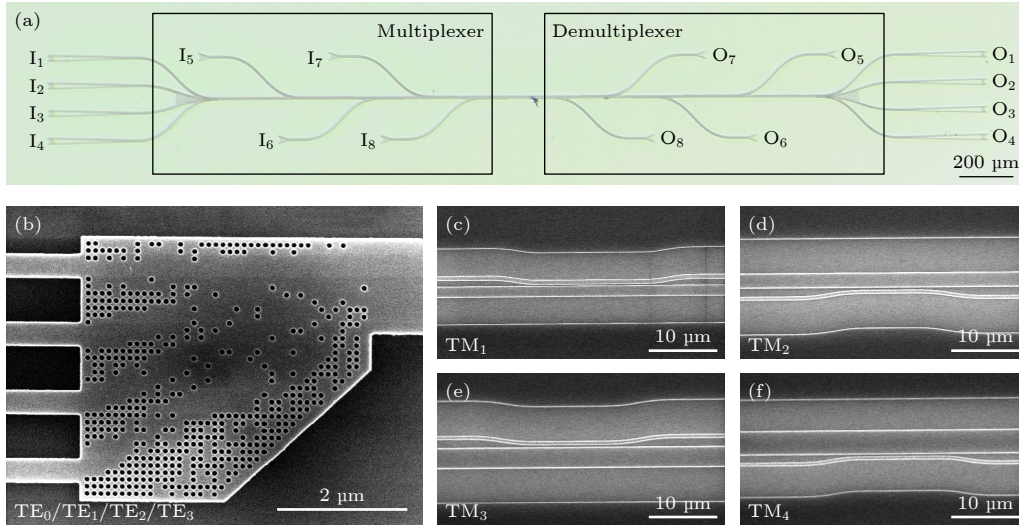 (a)
Multiplexer
Demultiplexer
I₁
I₅
I₇
O₇
O₅
O₁
I₂
O₂
I₃
O₃
I₄
I₆
I₈
O₈
O₆
O₄
200 µm
(b)
TE₀/TE₁/TE₂/TE₃
2 µm
(c)
TM₁
10 µm
(d)
TM₂
10 µm
(e)
TM₃
10 µm
(f)
TM₄
10 µm